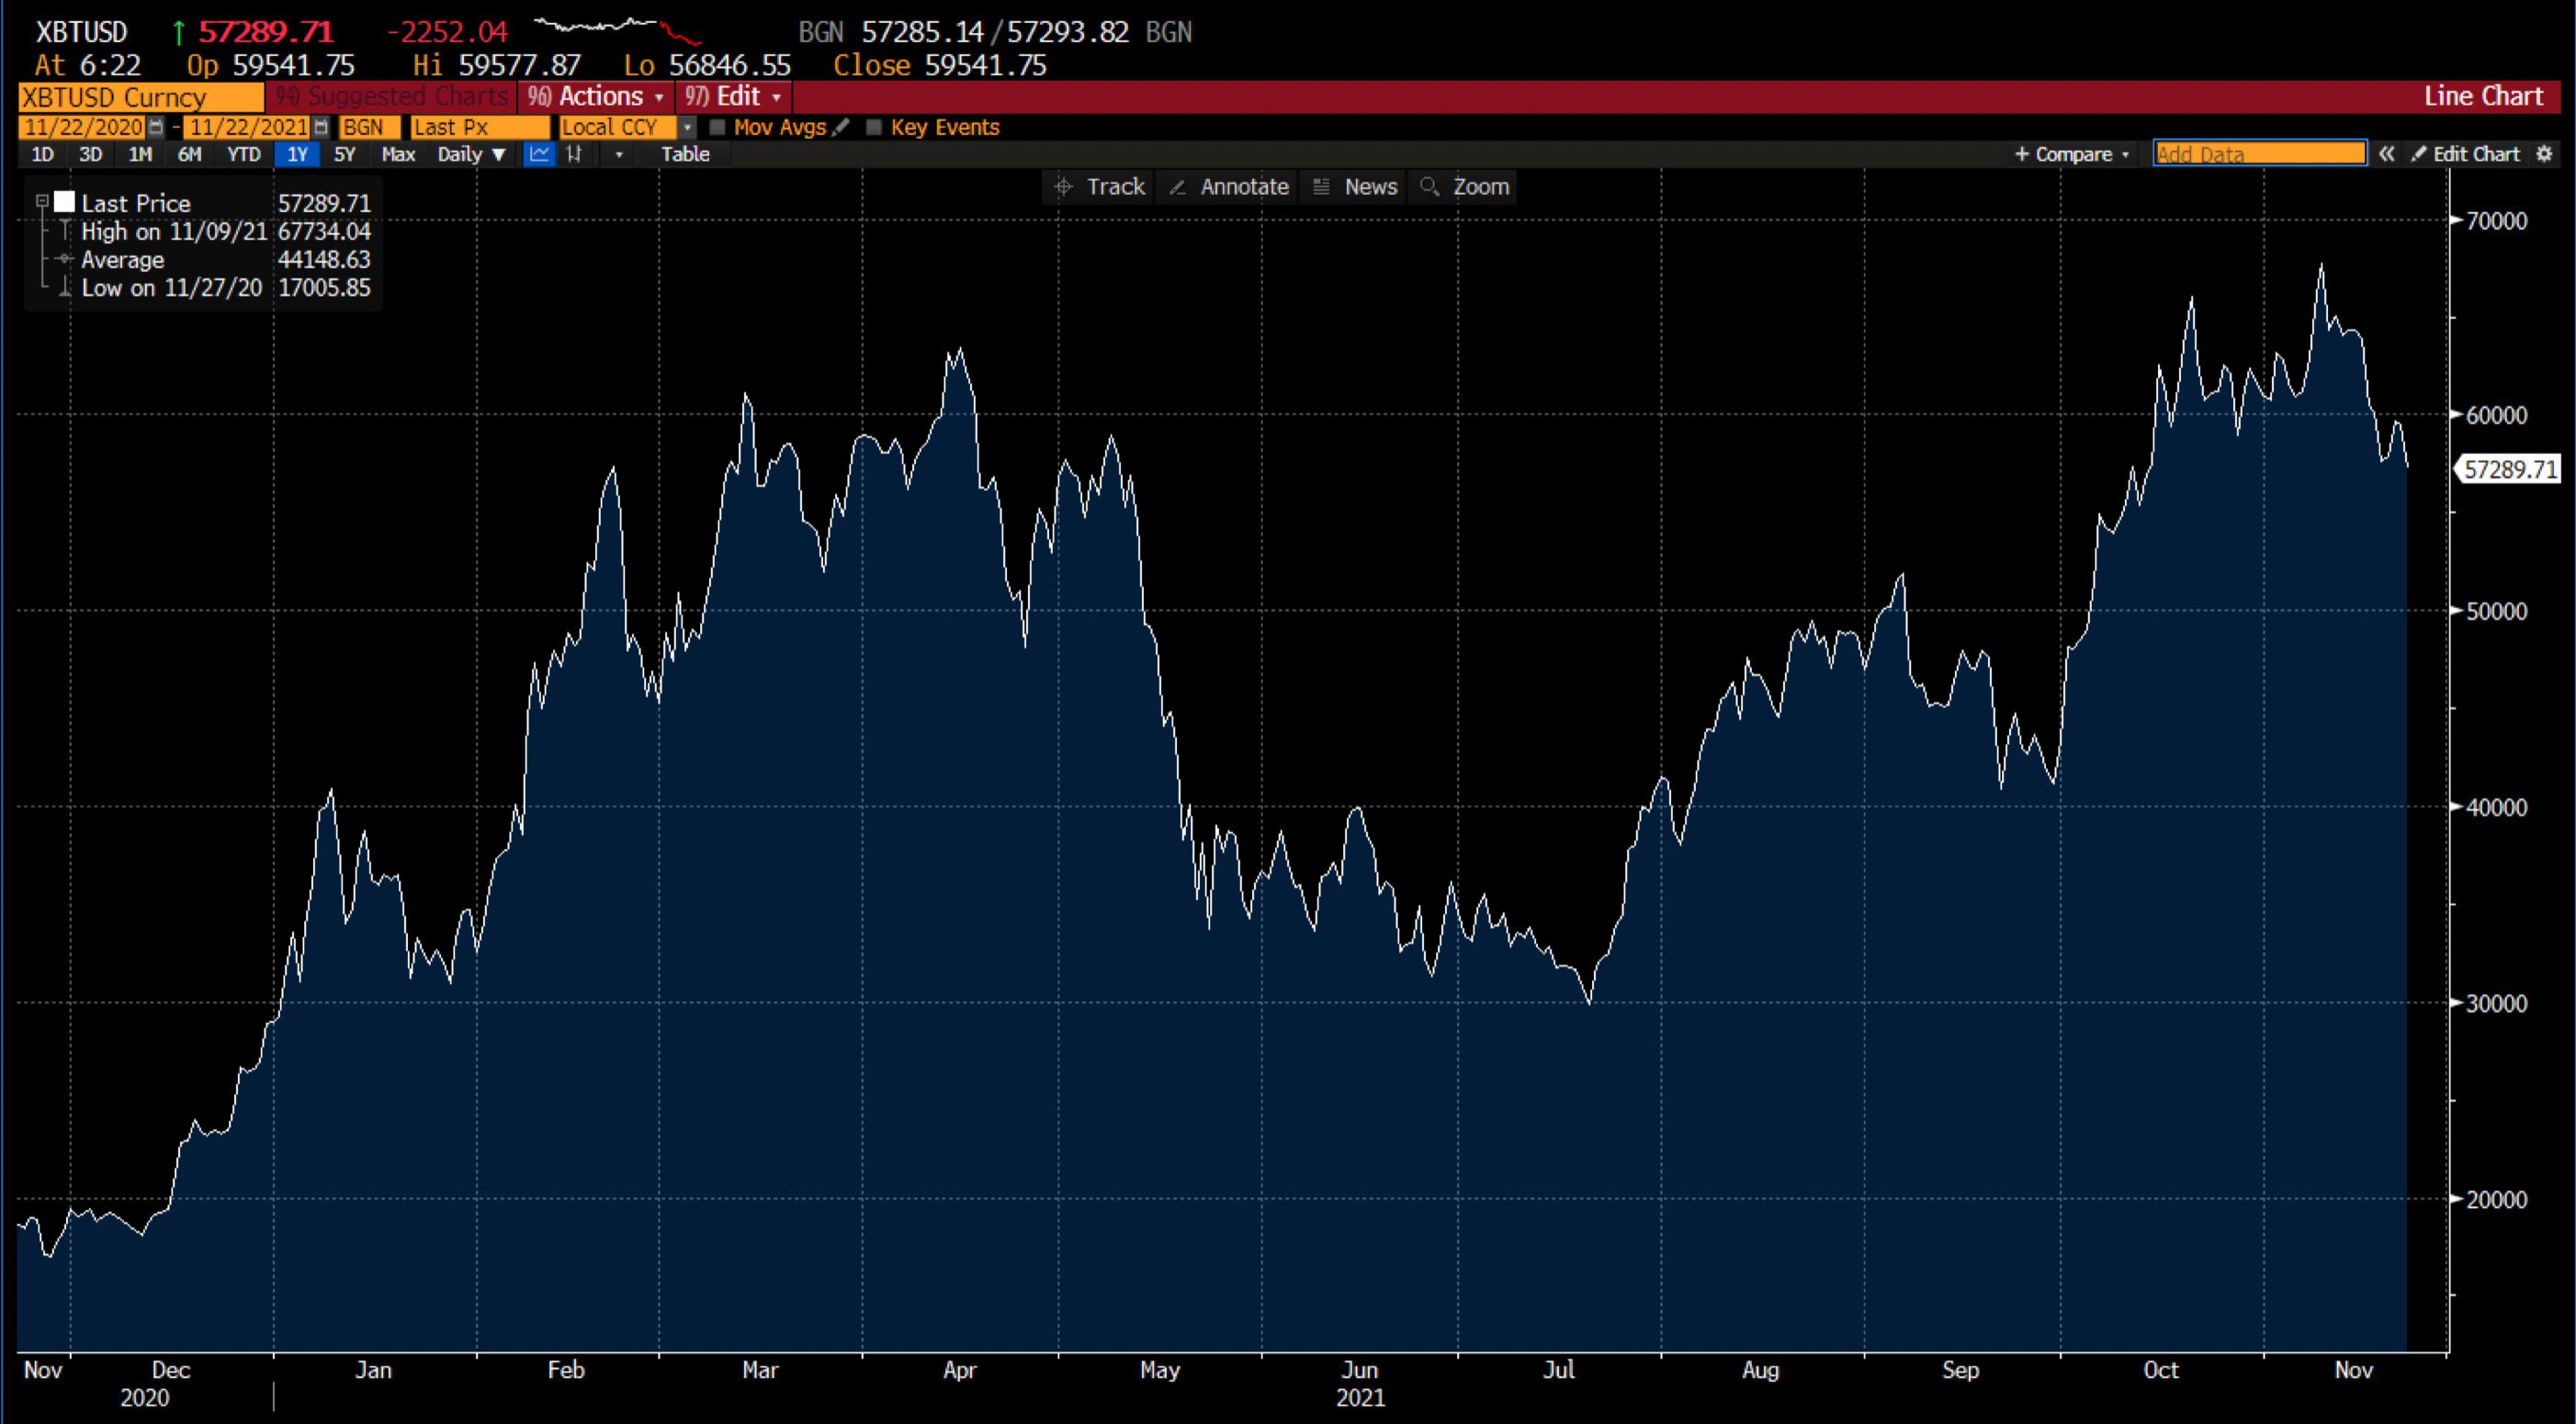 XBTUSD ↑ 57289.71 -2252.04 BGN 57285.14/57293.82 BGN
At 6:22 Op 59541.75 Hi 59577.87 Lo 56846.55 Close 59541.75
XBTUSD Curncy 94) Suggested Charts 96) Actions 97) Edit Line Chart
11/22/2020 - 11/22/2021 BGN Last Px Local CCY Mov Avgs Key Events
1D 3D 1M 6M YTD 1Y 5Y Max Daily ▼ Table + Compare Add Data « Edit Chart
Track Annotate News Zoom
Last Price 57289.71
High on 11/09/21 67734.04
Average 44148.63
Low on 11/27/20 17005.85
70000
60000
57289.71
50000
40000
30000
20000
Nov Dec Jan Feb Mar Apr May Jun Jul Aug Sep Oct Nov
2020 2021